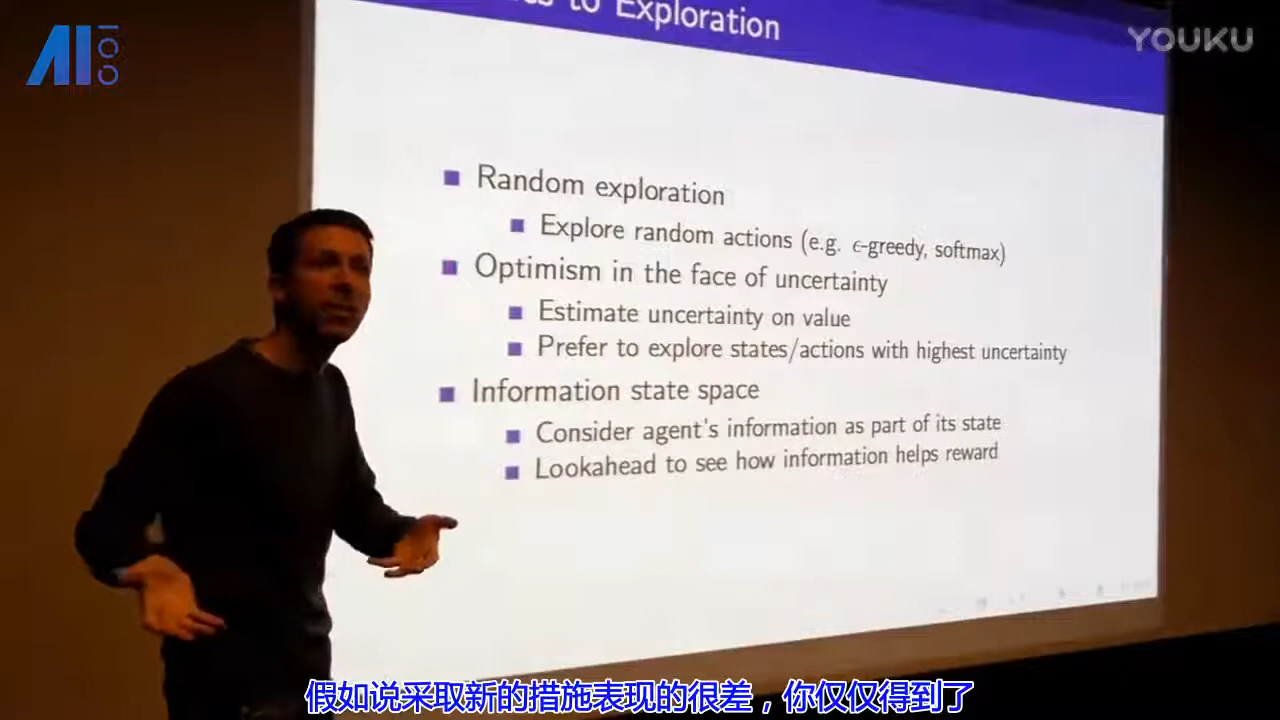 AI100
YOUKU
to Exploration
Random exploration
Explore random actions (e.g. ϵ-greedy, softmax)
Optimism in the face of uncertainty
Estimate uncertainty on value
Prefer to explore states/actions with highest uncertainty
Information state space
Consider agent's information as part of its state
Lookahead to see how information helps reward
假如说采取新的措施表现的很差，你仅仅得到了